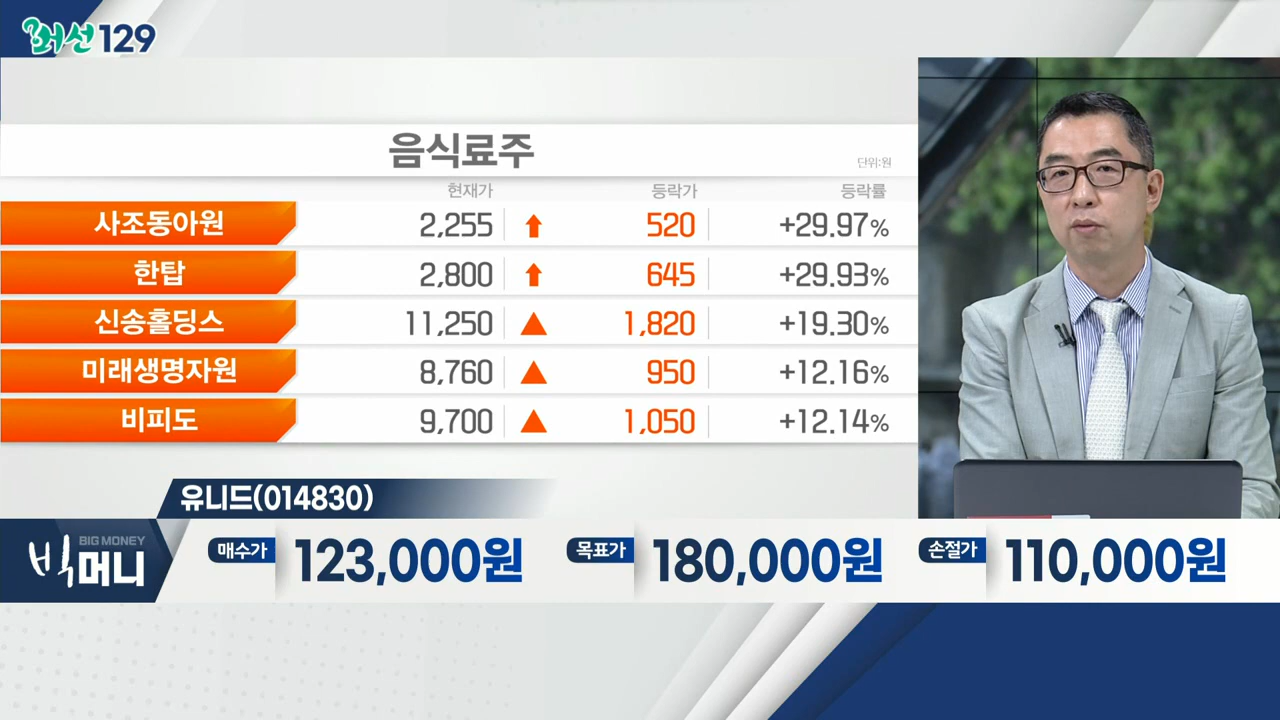 머선129
음식료주
단위:원
현재가 등락가 등락률
사조동아원 2,255 520 +29.97%
한탑 2,800 645 +29.93%
신송홀딩스 11,250 ▲ 1,820 +19.30%
미래생명자원 8,760 ▲ 950 +12.16%
비피도 9,700 ▲ 1,050 +12.14%
유니드(014830)
BIG MONEY
빅머니
매수가 123,000원 목표가 180,000원 손절가 110,000원